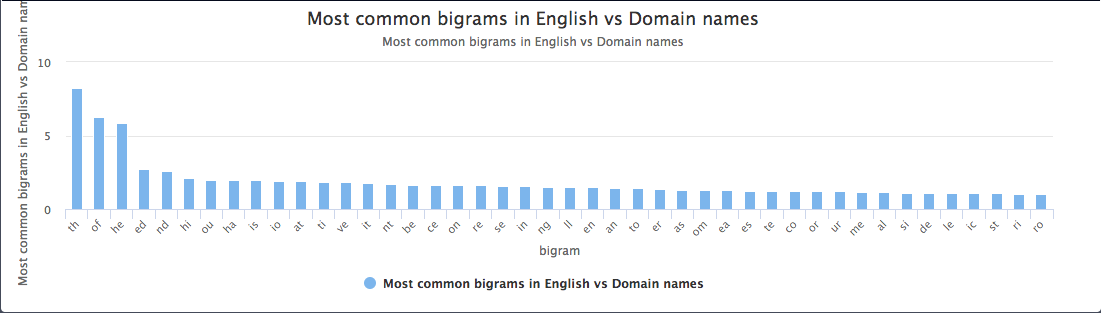 Most common bigrams in English vs Domain names
Most common bigrams in English vs Domain names
Most common bigrams in English vs Domain nam
10
5
0
th of he ed nd hi ou ha is io at ti ve it nt be ce on re se in ng ll en an to er as om ea es te co or ur me al si de le ic st ri ro
bigram
Most common bigrams in English vs Domain names